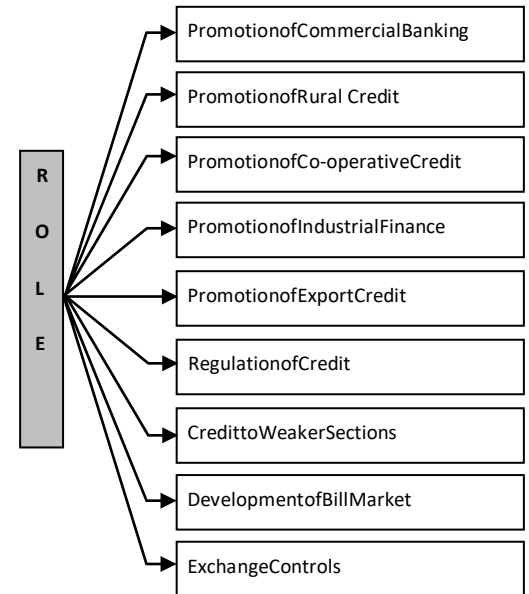 R
O
L
E
PromotionofCommercialBanking
PromotionofRural Credit
PromotionofCo-operativeCredit
PromotionofIndustrialFinance
PromotionofExportCredit
RegulationofCredit
CredittoWeakerSections
DevelopmentofBillMarket
ExchangeControls